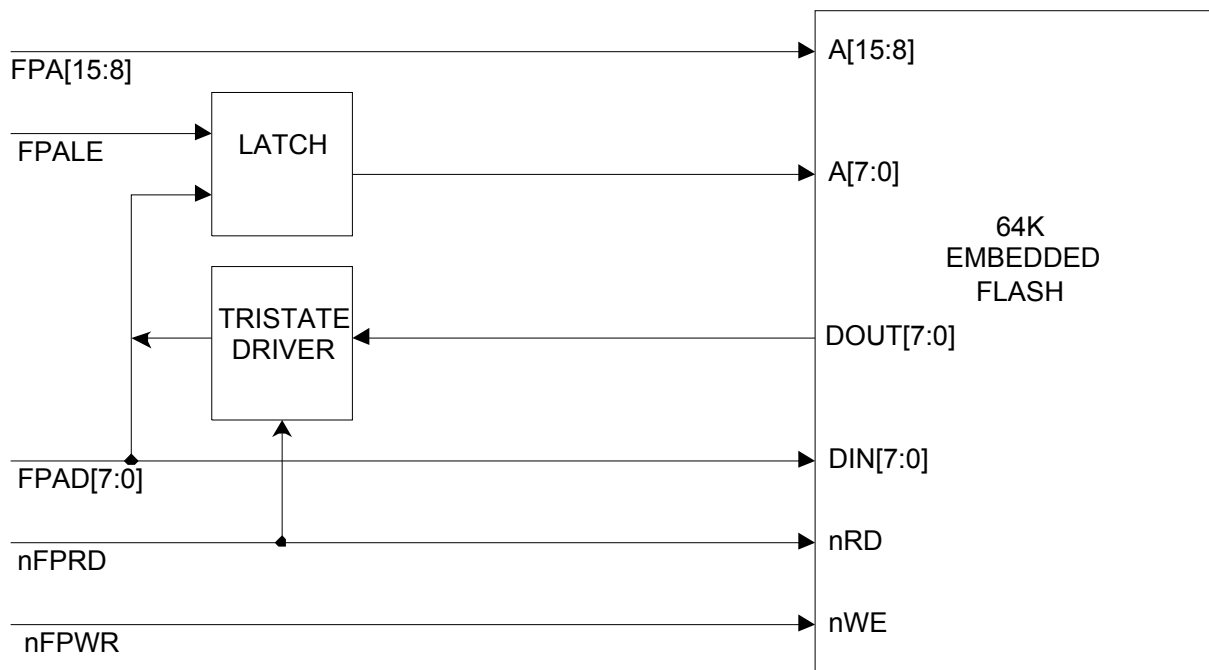 FPA[15:8]
A[15:8]
FPALE
LATCH
A[7:0]
64K
EMBEDDED
FLASH
TRISTATE
DRIVER
DOUT[7:0]
FPAD[7:0]
DIN[7:0]
nFPRD
nRD
nFPWR
nWE